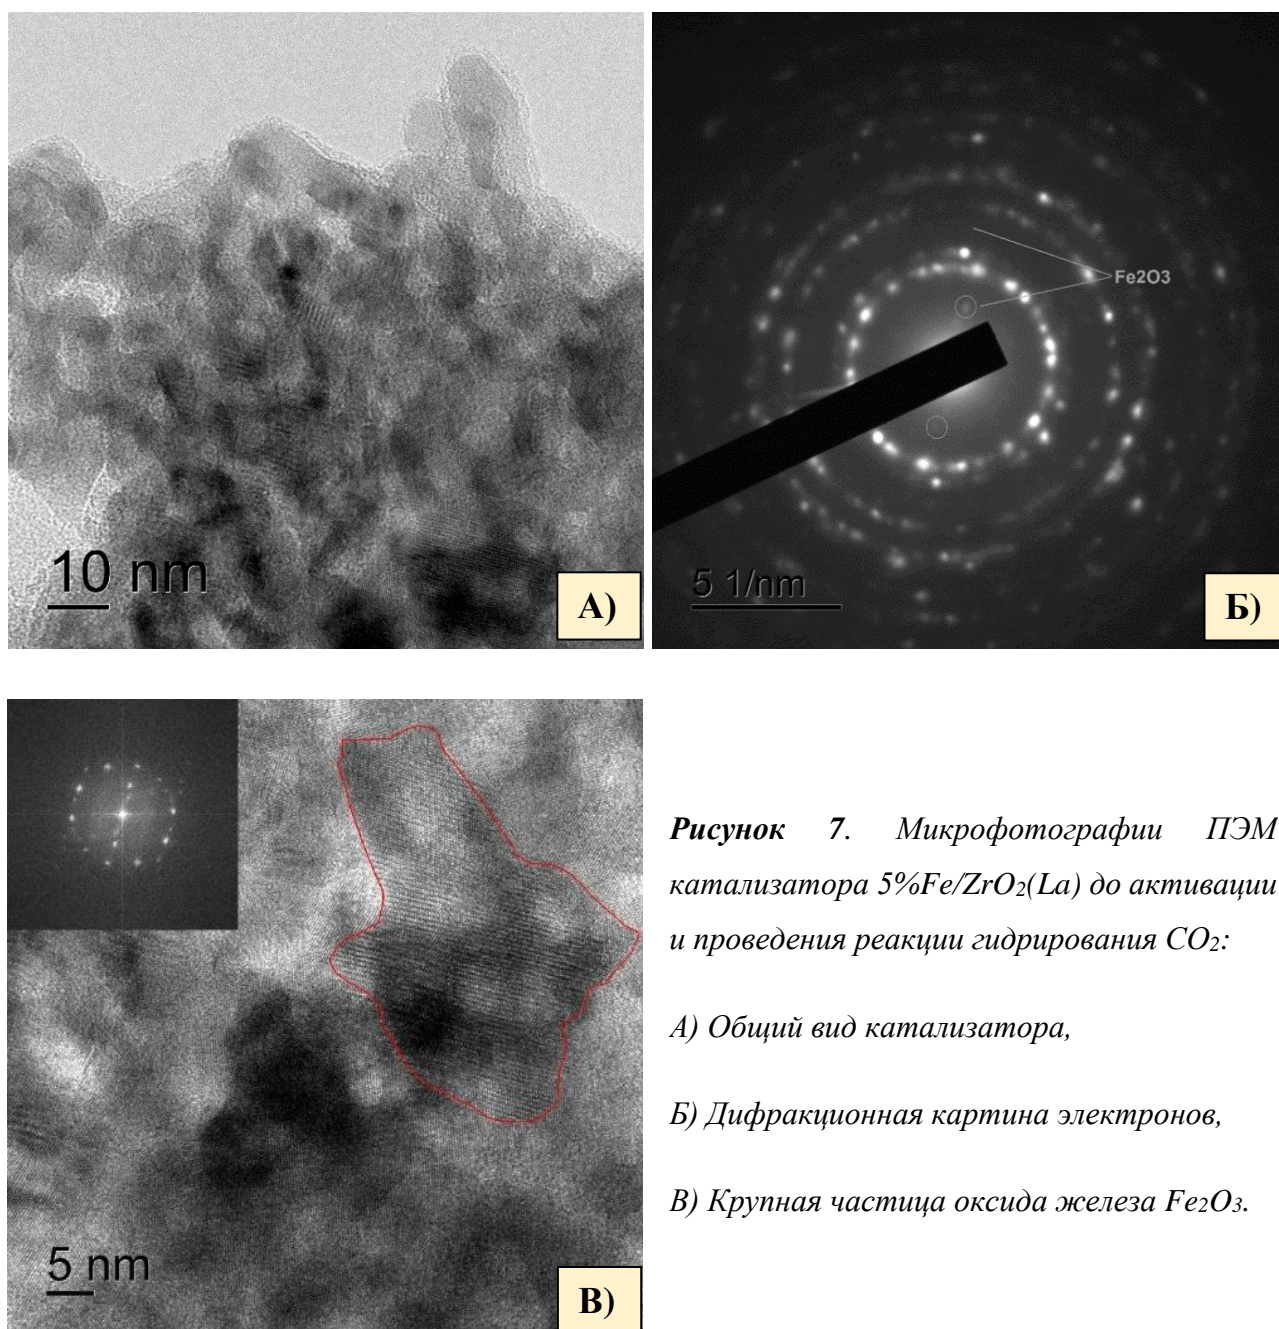 10 nm
А)
Fe2O3
5 1/nm
Б)
5 nm
В)
Рисунок 7. Микрофотографии ПЭМ
катализатора 5%Fe/ZrO₂(La) до активации
и проведения реакции гидрирования CO₂:
А) Общий вид катализатора,
Б) Дифракционная картина электронов,
В) Крупная частица оксида железа Fe₂O₃.